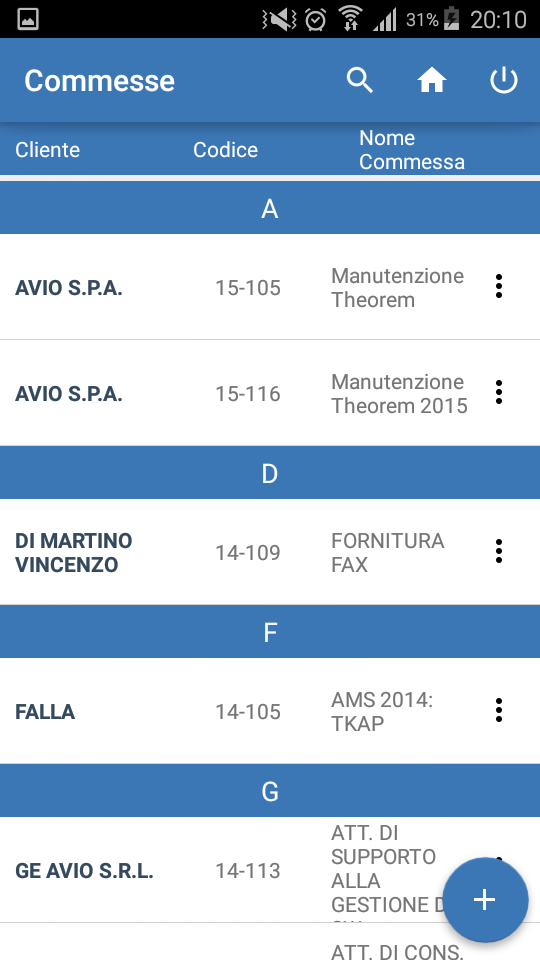 31% 20:10
Commesse
Cliente Codice Nome
Commessa
A
AVIO S.P.A. 15-105 Manutenzione
Theorem
AVIO S.P.A. 15-116 Manutenzione
Theorem 2015
D
DI MARTINO
VINCENZO 14-109 FORNITURA
FAX
F
FALLA 14-105 AMS 2014:
TKAP
G
GE AVIO S.R.L. 14-113 ATT. DI
SUPPORTO
ALLA
GESTIONE
ATT. DI CONS.